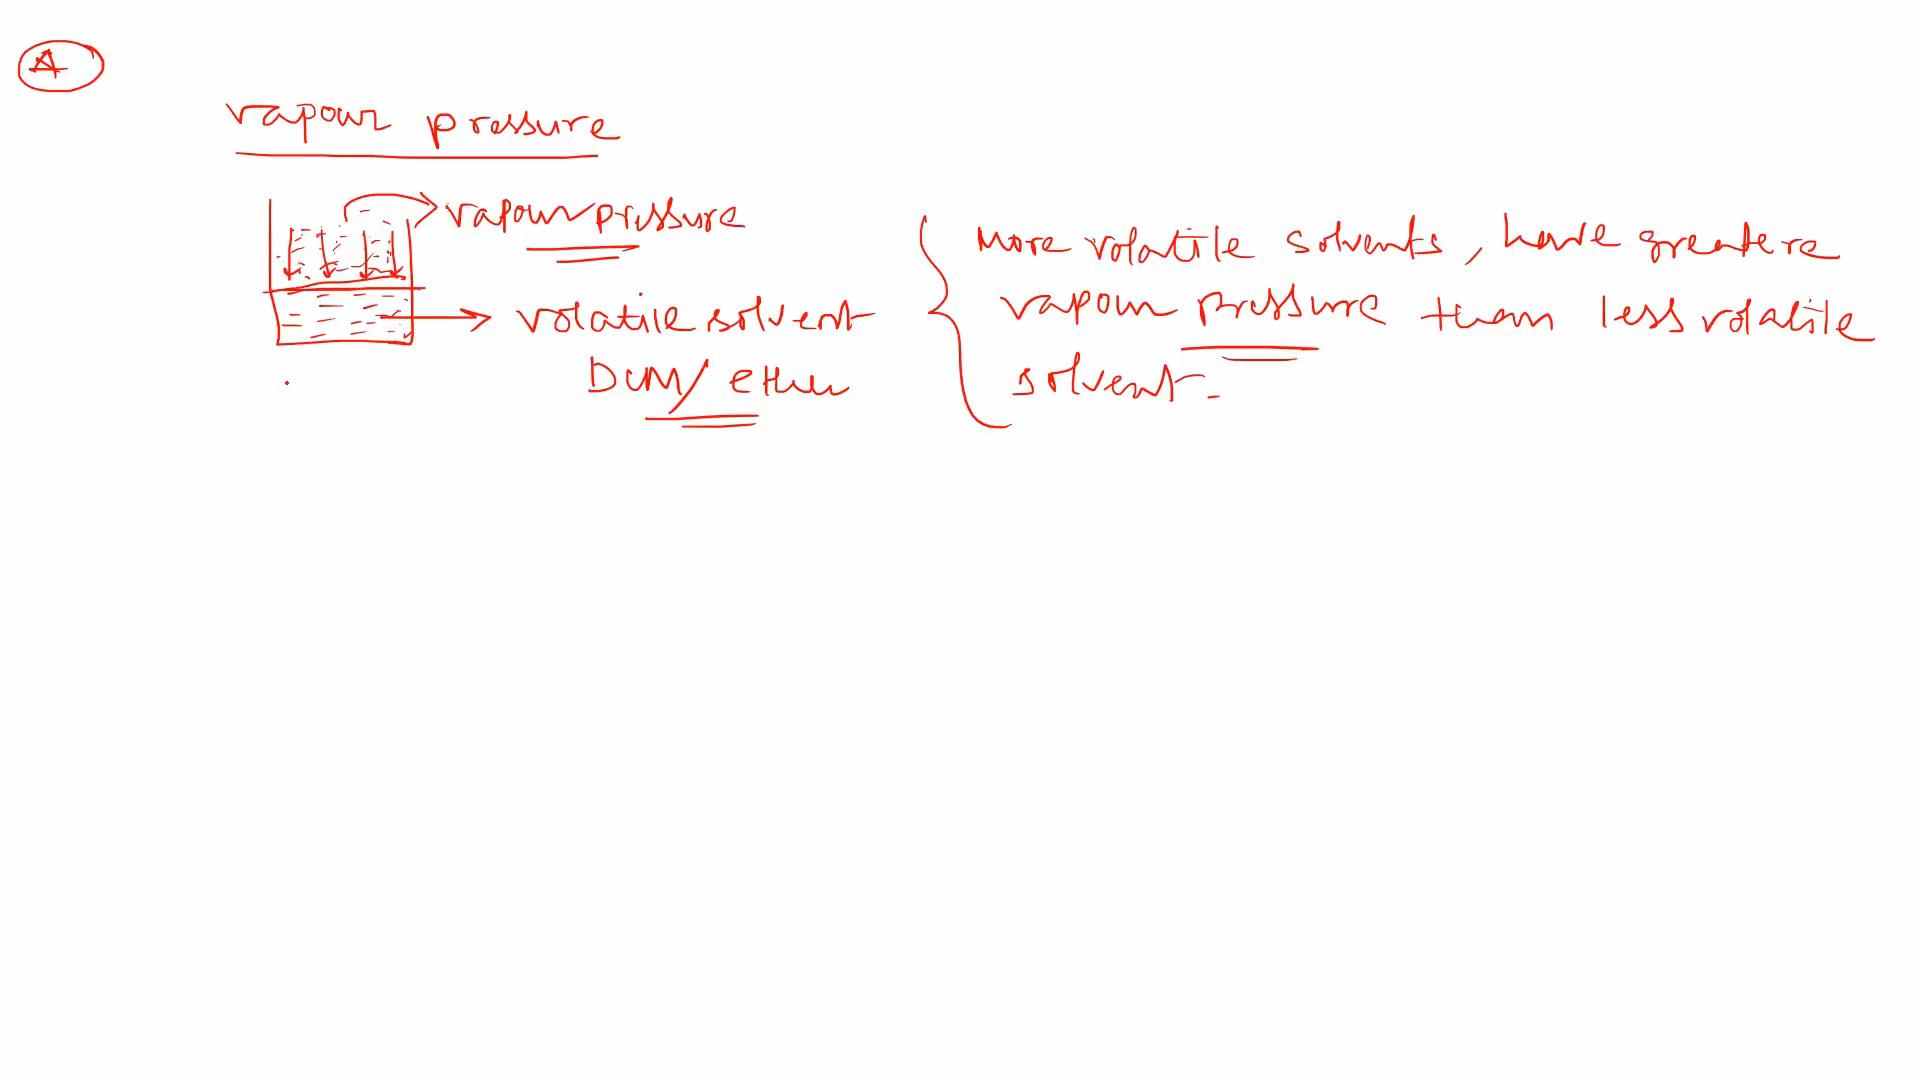 A
vapour pressure
vapour pressure
volatile solvent
DCM/ ether
More volatile solvents, have greatere
vapour pressure than less volatile
solvent.